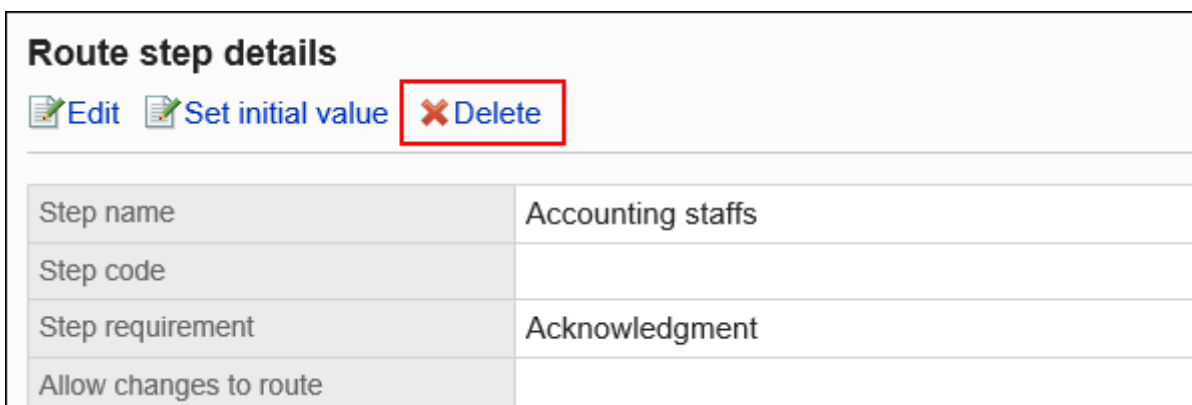 Route step details
Edit Set initial value Delete
Step name Accounting staffs
Step code
Step requirement Acknowledgment
Allow changes to route